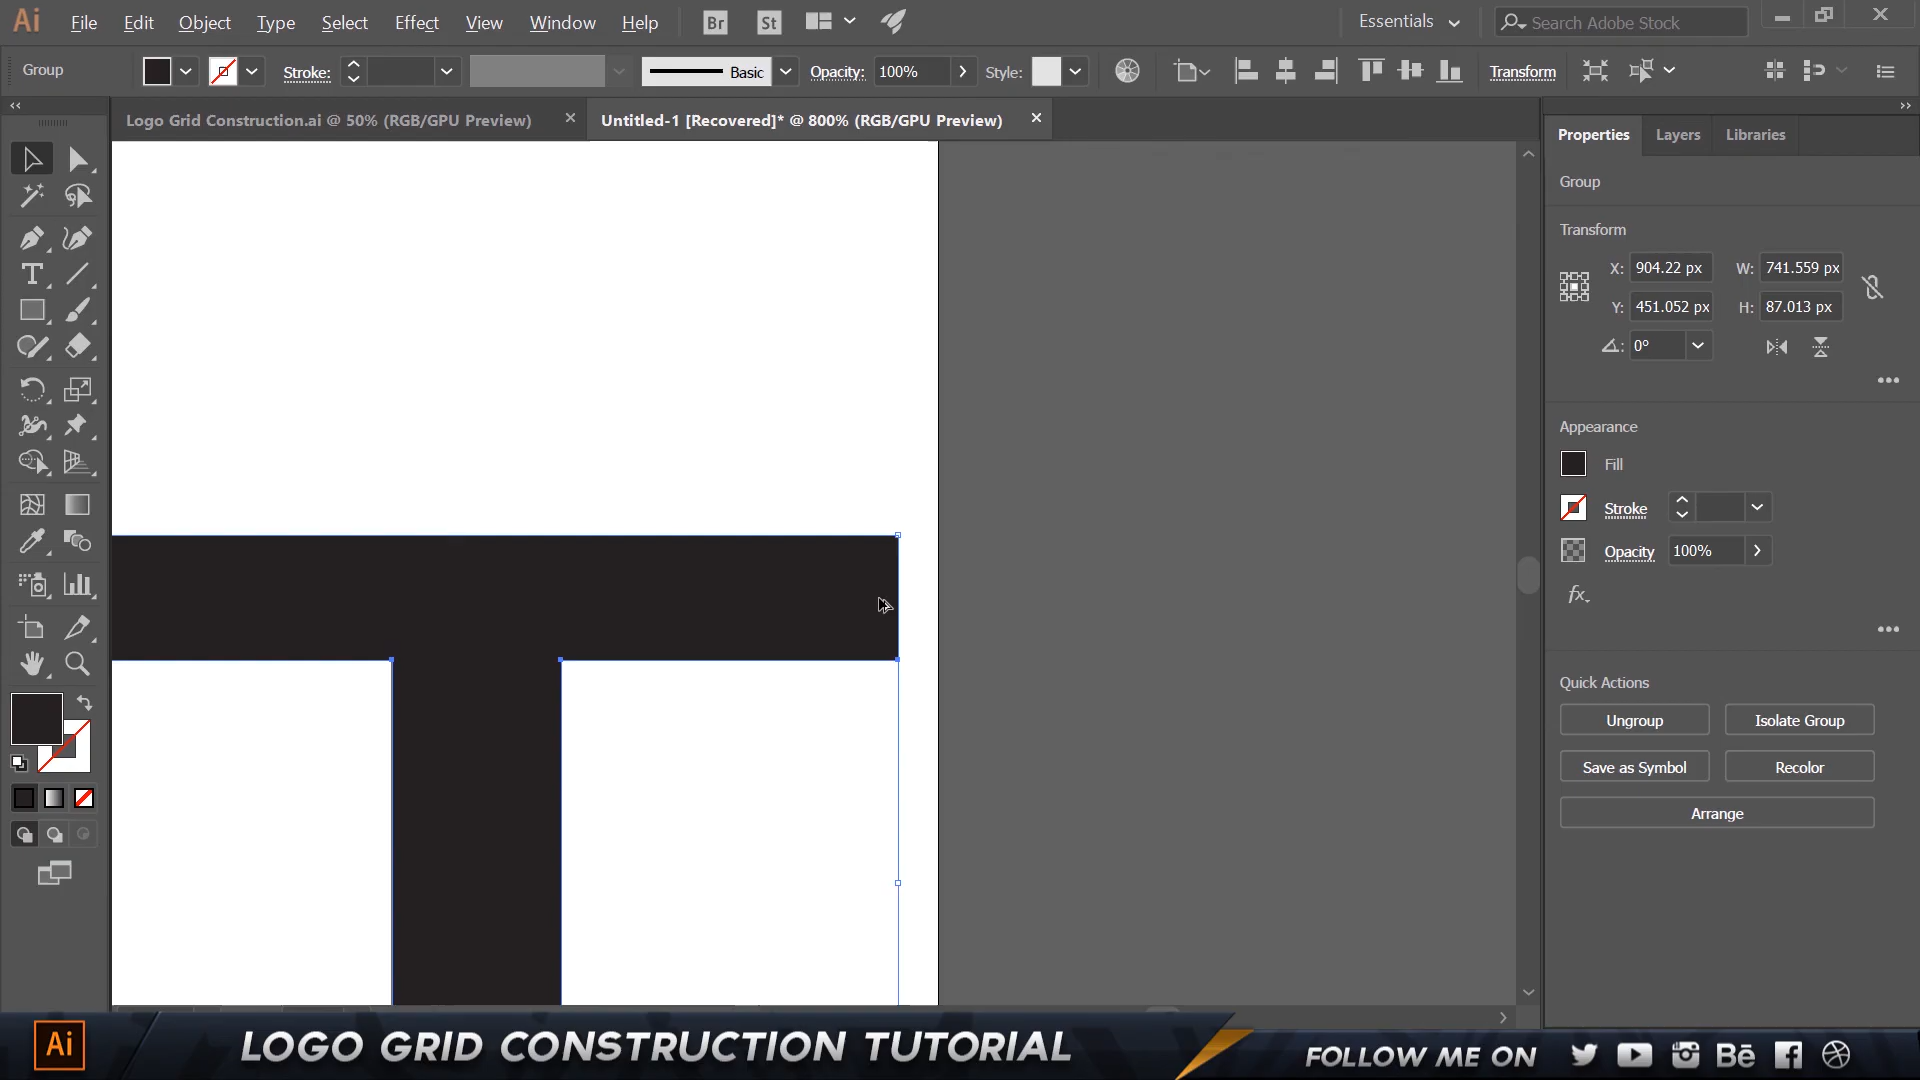 Ai File Edit Object Type Select Effect View Window Help Br St Essentials Search Adobe Stock
Group Stroke: Basic Opacity: 100% Style: Transform
Logo Grid Construction.ai @ 50% (RGB/GPU Preview) Untitled-1 [Recovered]* @ 800% (RGB/GPU Preview)
Properties Layers Libraries
Group
Transform
X: 904.22 px W: 741.559 px
Y: 451.052 px H: 87.013 px
0°
Appearance
Fill
Stroke
Opacity 100%
fx.
Quick Actions
Ungroup Isolate Group
Save as Symbol Recolor
Arrange
Ai LOGO GRID CONSTRUCTION TUTORIAL FOLLOW ME ON Bē